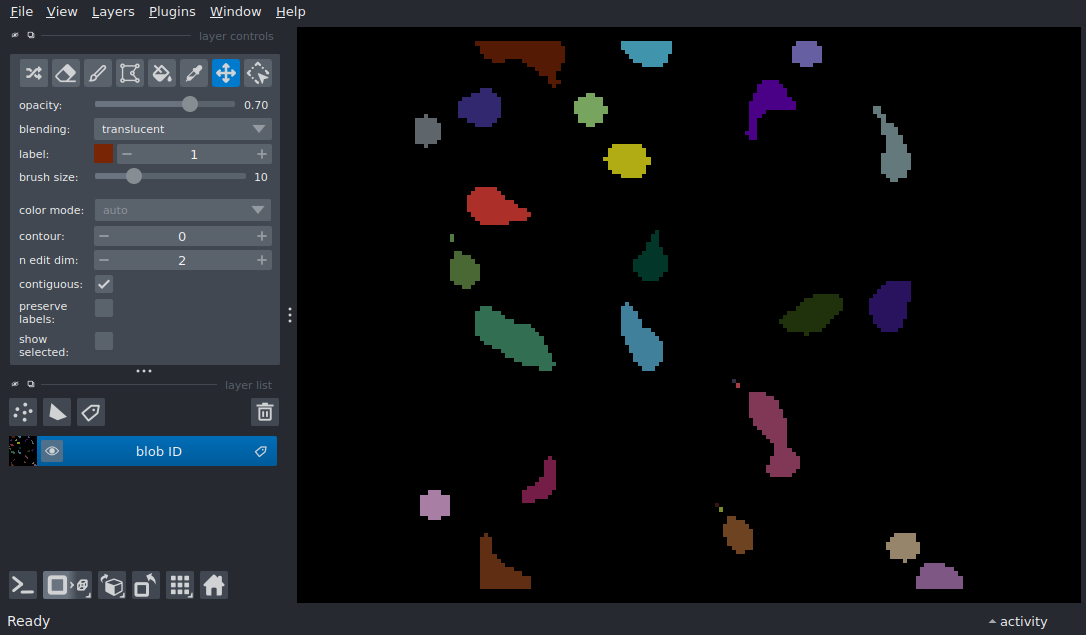 File View Layers Plugins Window Help
layer controls
opacity: 0.70
blending: translucent
label: 1
brush size: 10
color mode: auto
contour: 0
n edit dim: 2
contiguous:
preserve
labels:
show
selected:
layer list
blob ID
Ready
activity